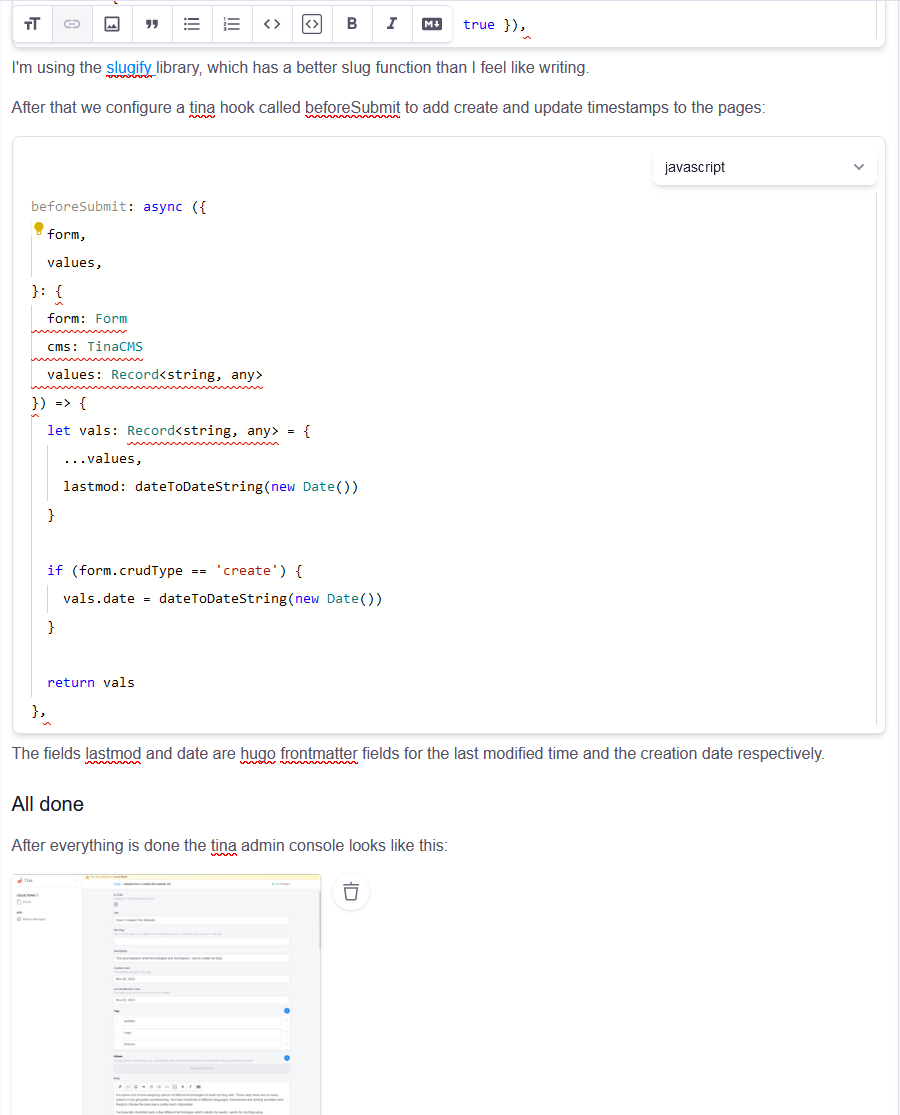 true }),
I'm using the slugify library, which has a better slug function than I feel like writing.
After that we configure a tina hook called beforeSubmit to add create and update timestamps to the pages:
javascript
beforeSubmit: async ({
form,
values,
}: {
form: Form
cms: TinaCMS
values: Record<string, any>
}) => {
let vals: Record<string, any> = {
...values,
lastmod: dateToDateString(new Date())
}
if (form.crudType == 'create') {
vals.date = dateToDateString(new Date())
}
return vals
},
The fields lastmod and date are hugo frontmatter fields for the last modified time and the creation date respectively.
All done
After everything is done the tina admin console looks like this: